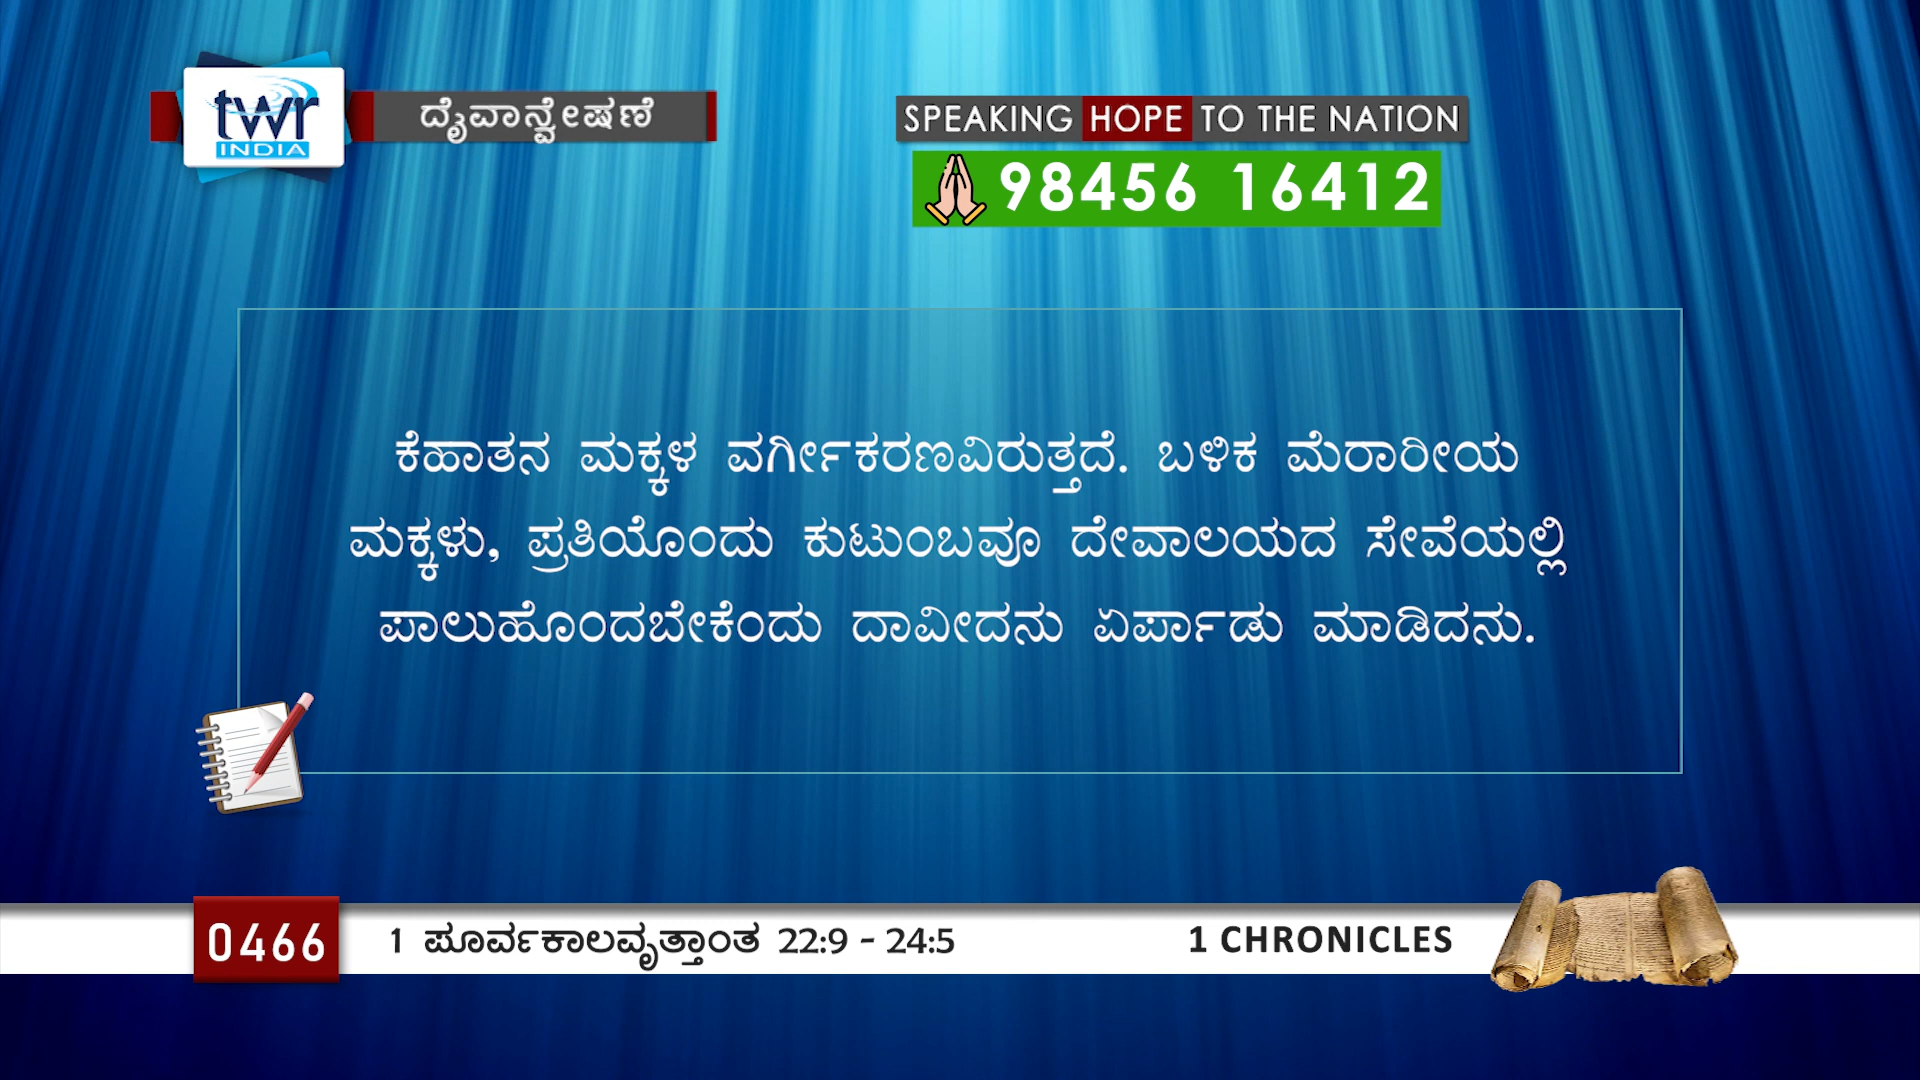 twr
INDIA
ದೈವಾನ್ವೇಷಣೆ
SPEAKING HOPE TO THE NATION
98456 16412
ಕೆಹಾತನ ಮಕ್ಕಳ ವರ್ಗೀಕರಣವಿರುತ್ತದೆ. ಬಳಿಕ ಮೆರಾರೀಯ
ಮಕ್ಕಳು, ಪ್ರತಿಯೊಂದು ಕುಟುಂಬವೂ ದೇವಾಲಯದ ಸೇವೆಯಲ್ಲಿ
ಪಾಲುಹೊಂದಬೇಕೆಂದು ದಾವೀದನು ಏರ್ಪಾಡು ಮಾಡಿದನು.
0466
1 ಪೂರ್ವಕಾಲವೃತ್ತಾಂತ 22:9 - 24:5
1 CHRONICLES